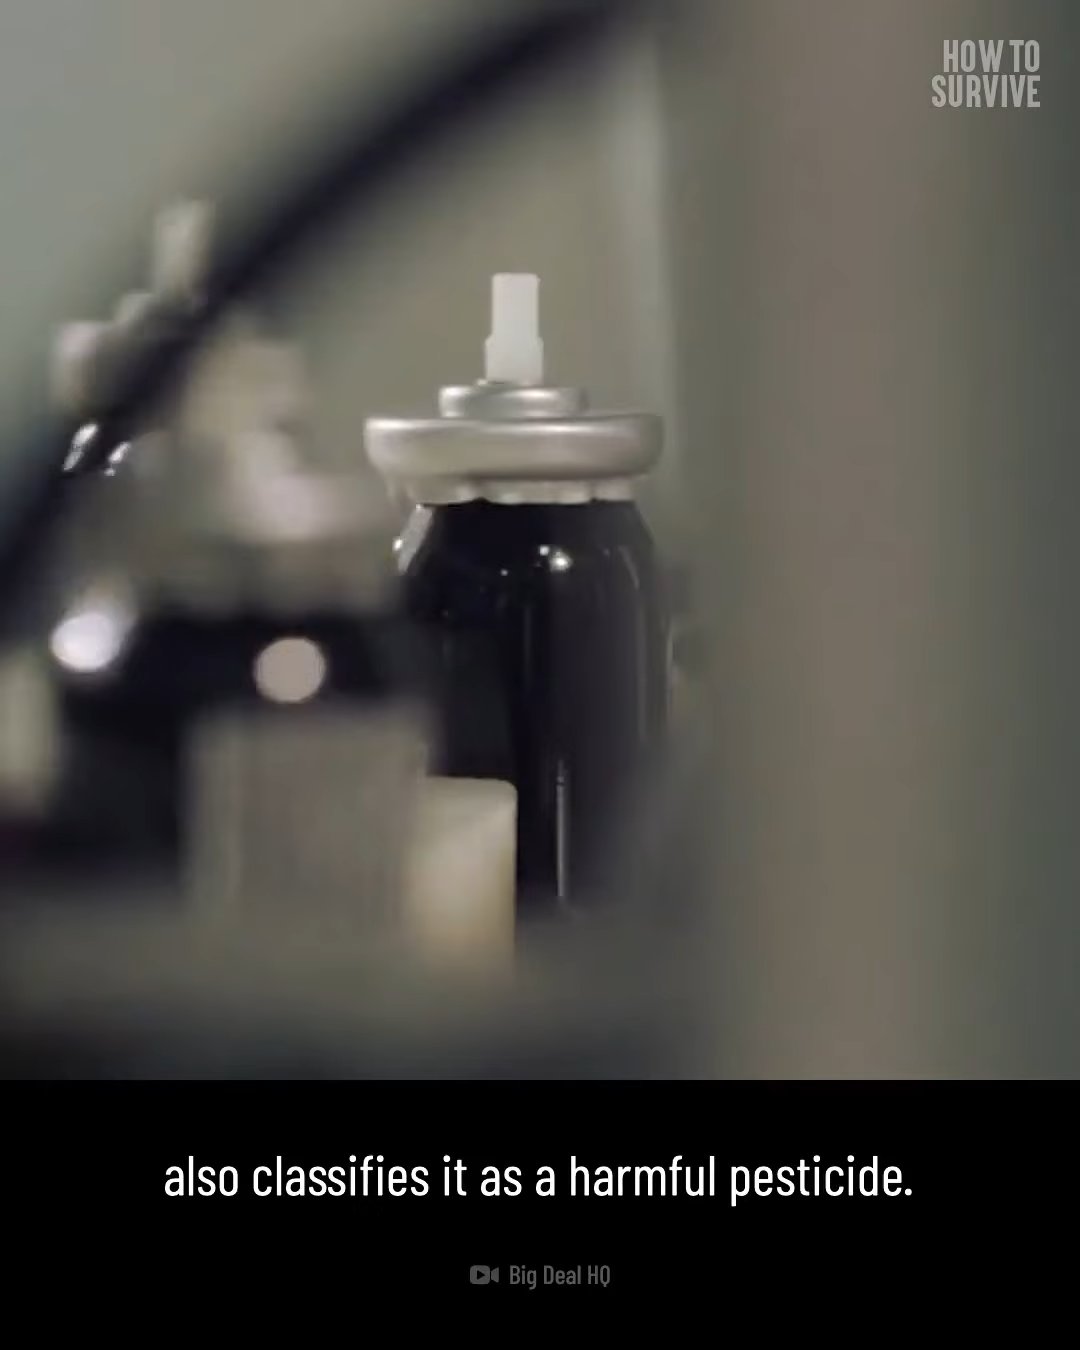 HOW TO
SURVIVE
also classifies it as a harmful pesticide.
Big Deal HQ